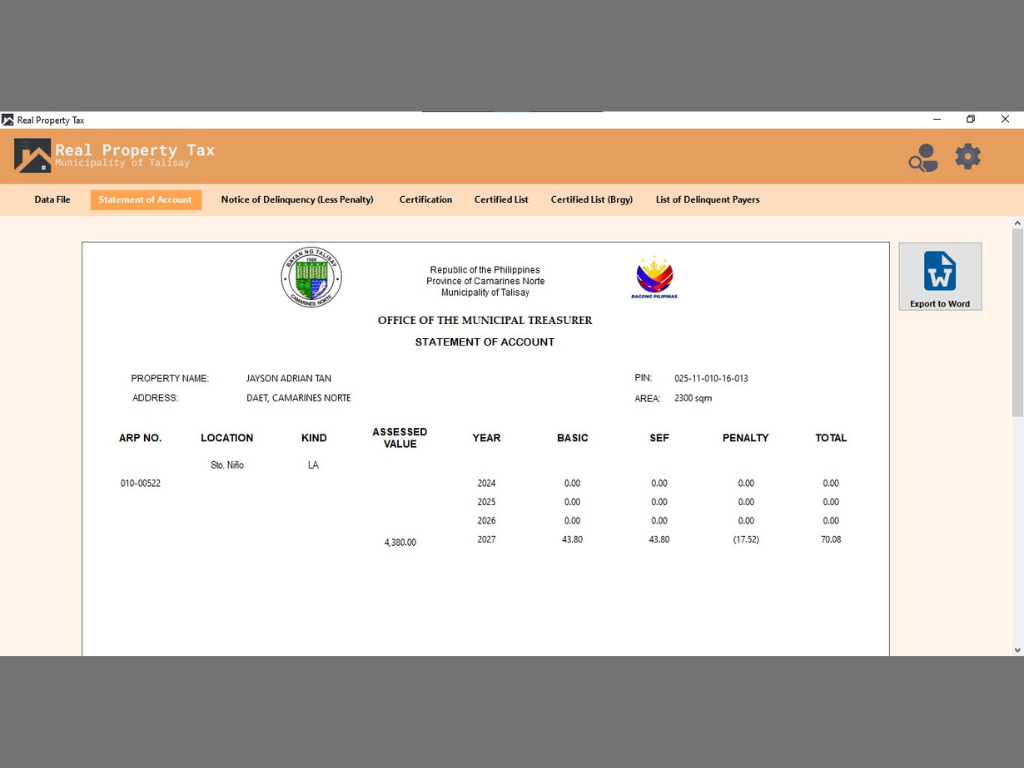 Real Property Tax
Real Property Tax
Municipality of Talisay
Data File Statement of Account Notice of Delinquency (Less Penalty) Certification Certified List Certified List (Brgy) List of Delinquent Payers
BAYAN NG TALISAY
CAMARINES NORTE
Republic of the Philippines
Province of Camarines Norte
Municipality of Talisay
BAGONG PILIPINAS
W
Export to Word
OFFICE OF THE MUNICIPAL TREASURER
STATEMENT OF ACCOUNT
PROPERTY NAME: JAYSON ADRIAN TAN PIN: 025-11-010-16-013
ADDRESS: DAET, CAMARINES NORTE AREA: 2300 sqm
ARP NO. LOCATION KIND ASSESSED VALUE YEAR BASIC SEF PENALTY TOTAL
Sto. Niño LA
010-00522 2024 0.00 0.00 0.00 0.00
2025 0.00 0.00 0.00 0.00
2026 0.00 0.00 0.00 0.00
4,380.00 2027 43.80 43.80 (17.52) 70.08